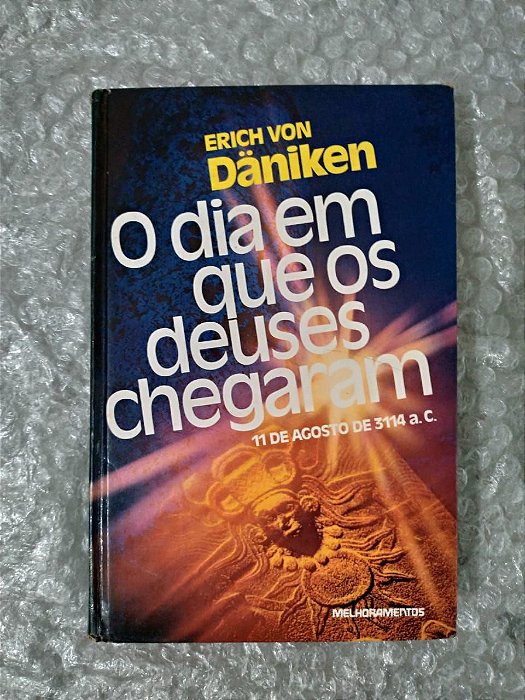 ERICH VON
Däniken
O dia em
que os
deuses
chegaram
11 DE AGOSTO DE 3114 a. C.
MELHORAMENTOS